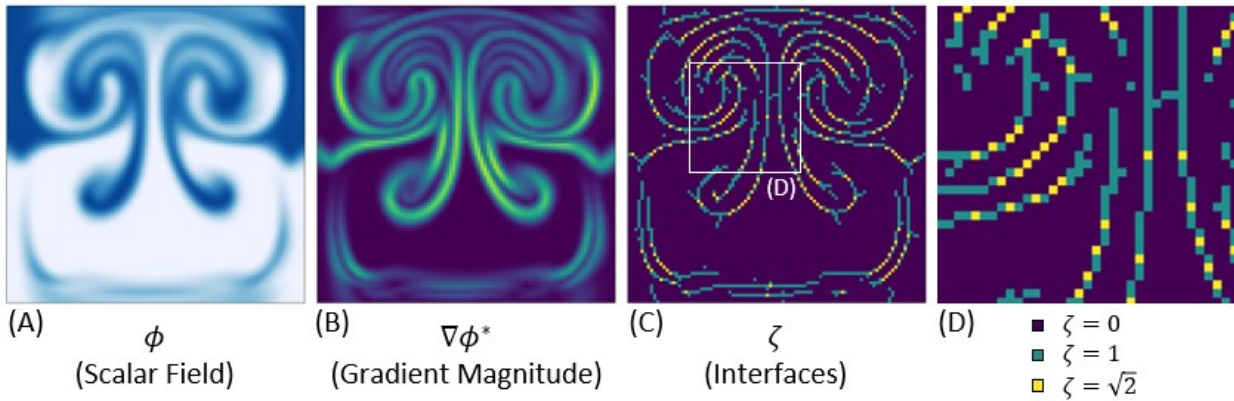 (D)
(A)
(B)
(C)
(D)
ϕ
(Scalar Field)
∇ϕ*
(Gradient Magnitude)
ζ
(Interfaces)
ζ = 0
ζ = 1
ζ = √2